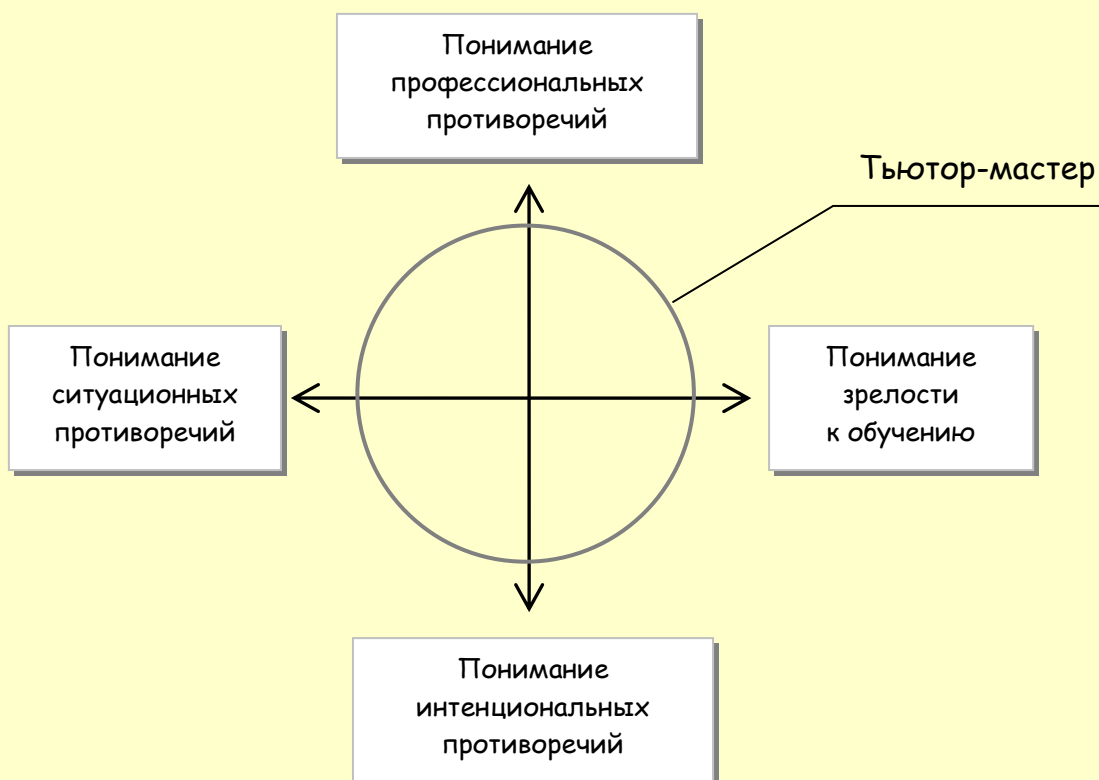 Понимание
профессиональных
противоречий
Тьютор-мастер
Понимание
ситуационных
противоречий
Понимание
зрелости
к обучению
Понимание
интенциональных
противоречий